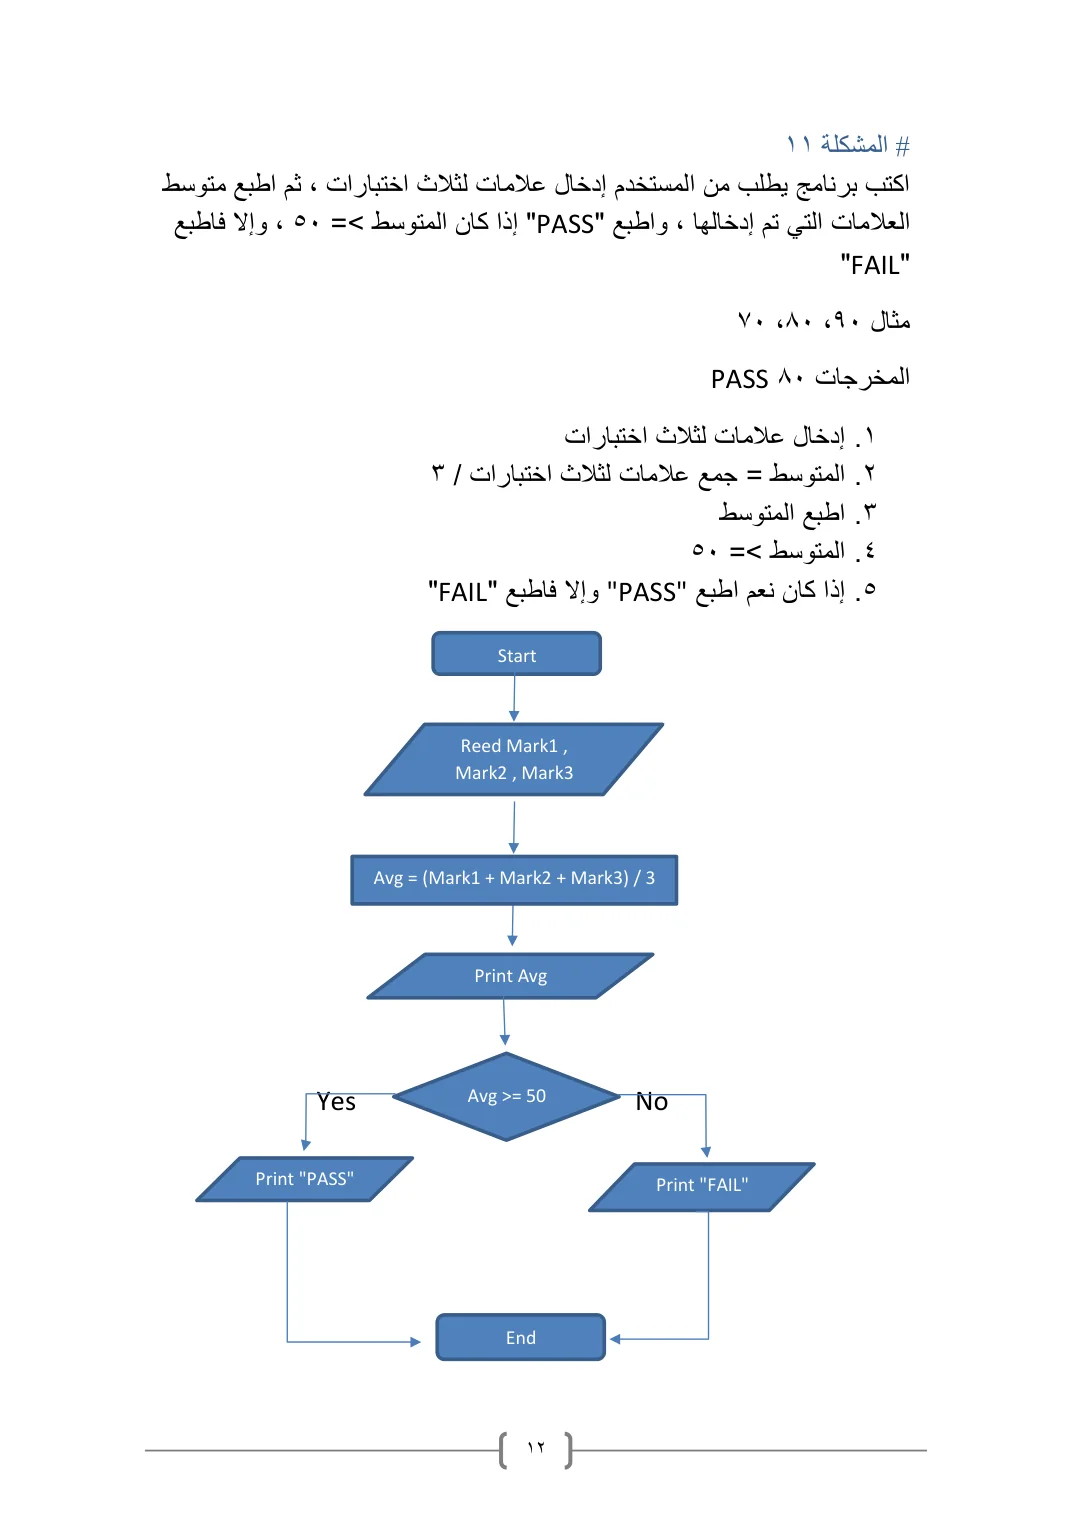 # المشكلة ١١
اكتب برنامج يطلب من المستخدم إدخال علامات لثلاث اختبارات ، ثم اطبع متوسط
العلامات التي تم إدخالها ، واطبع "PASS" إذا كان المتوسط >= ٥٠ ، وإلا فاطبع
"FAIL"
مثال ٩٠، ٨٠، ٧٠
المخرجات ٨٠ PASS
١. إدخال علامات لثلاث اختبارات
٢. المتوسط = جمع علامات لثلاث اختبارات / ٣
٣. اطبع المتوسط
٤. المتوسط >= ٥٠
٥. إذا كان نعم اطبع "PASS" وإلا فاطبع "FAIL"
Start
Reed Mark1 ,
Mark2 , Mark3
Avg = (Mark1 + Mark2 + Mark3) / 3
Print Avg
Avg >= 50
Yes
No
Print "PASS"
Print "FAIL"
End
١٢